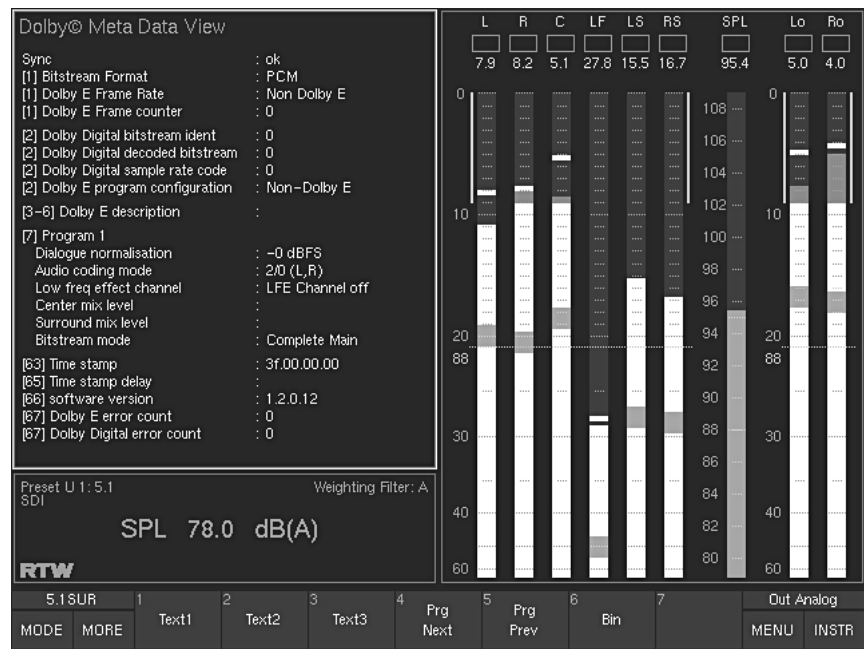 Dolby© Meta Data View
Sync : ok
[1] Bitstream Format : PCM
[1] Dolby E Frame Rate : Non Dolby E
[1] Dolby E Frame counter : 0
[2] Dolby Digital bitstream ident : 0
[2] Dolby Digital decoded bitstream : 0
[2] Dolby Digital sample rate code : 0
[2] Dolby E program configuration : Non-Dolby E
[3-6] Dolby E description :
[7] Program 1
Dialogue normalisation : -0 dBFS
Audio coding mode : 2/0 (L,R)
Low freq effect channel : LFE Channel off
Center mix level :
Surround mix level :
Bitstream mode : Complete Main
[63] Time stamp : 3f.00.00.00
[65] Time stamp delay :
[66] software version : 1.2.0.12
[67] Dolby E error count : 0
[67] Dolby Digital error count : 0
Preset U 1: 5.1 Weighting Filter: A
SDI
SPL 78.0 dB(A)
RTW
L R C LF LS RS SPL Lo Ro
7.9 8.2 5.1 27.8 15.5 16.7 95.4 5.0 4.0
0 0
108
106
104
102
10 10
100
98
96
94
20 20
88 88
92
90
88
30 30
86
84
40 40
82
80
60 60
5.1SUR 1 2 3 4 5 6 7 Out Analog
Text1 Text2 Text3 Prg Next Prg Prev Bin
MODE MORE MENU INSTR